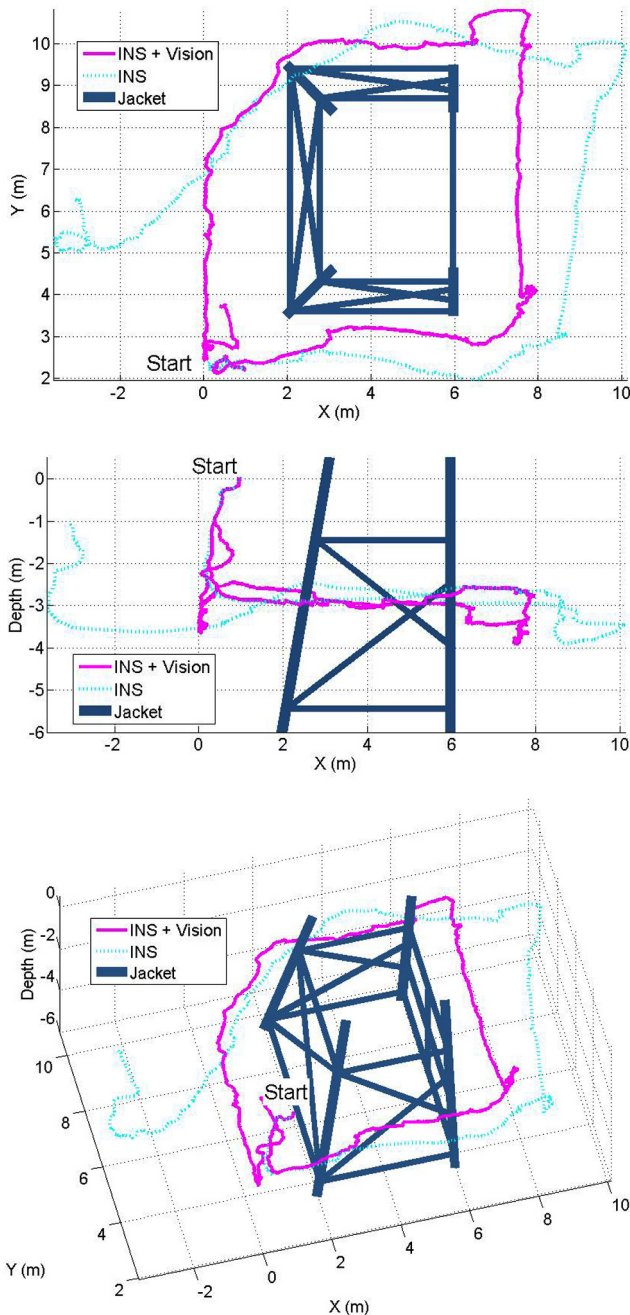 10
9
8
7
6
5
4
3
2
Y (m)
INS + Vision
INS
Jacket
Start
-2 0 2 4 6 8 10
X (m)
Start
0
-1
-2
-3
-4
-5
-6
Depth (m)
INS + Vision
INS
Jacket
-2 0 2 4 6 8 10
X (m)
0
-2
-4
-6
Depth (m)
INS + Vision
INS
Jacket
Start
10
8
6
4
2
Y (m)
-2 0 2 4 6 8 10
X (m)